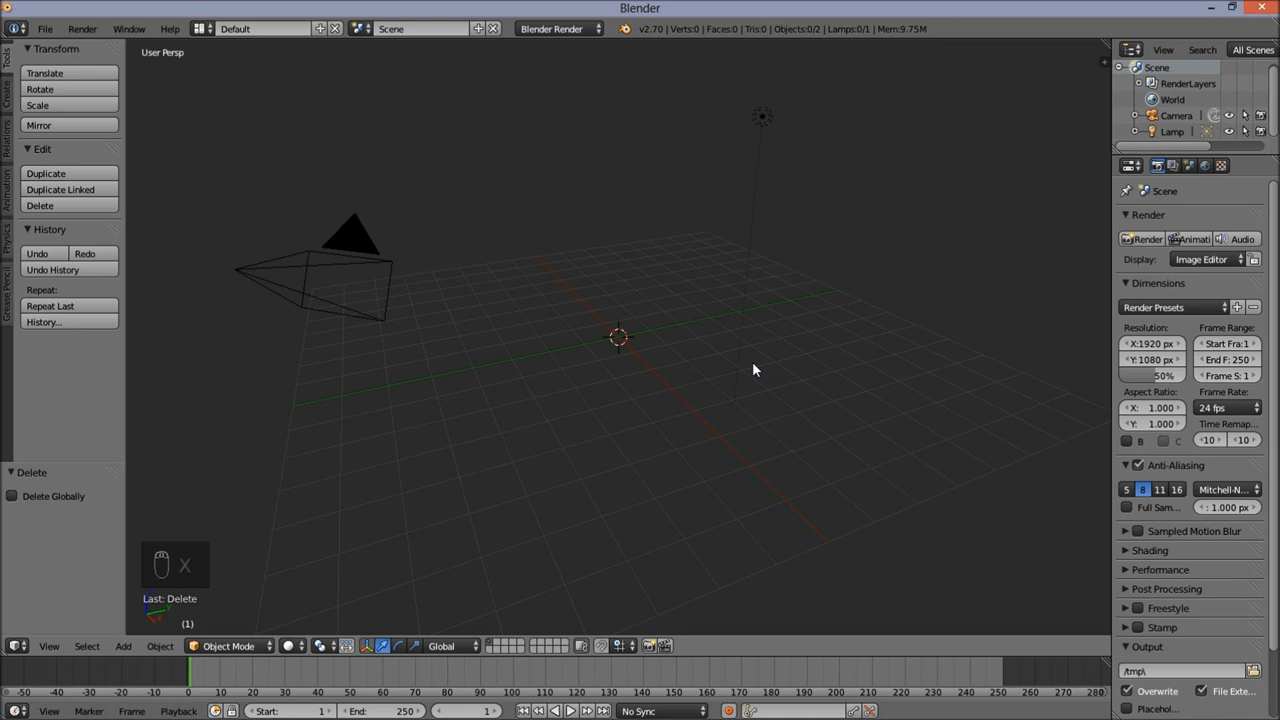 Blender
File Render Window Help Default Scene Blender Render v2.70 | Verts:0 | Faces:0 | Tris:0 | Objects:0/2 | Lamps:0/1 | Mem:9.75M
Tools
Create
Relations
Animation
Physics
Grease Pencil
Transform
Translate
Rotate
Scale
Mirror
Edit
Duplicate
Duplicate Linked
Delete
History
Undo Redo
Undo History
Repeat:
Repeat Last
History...
Delete
Delete Globally
User Persp
X
Last: Delete
(1)
View Select Add Object Object Mode Global
View Search All Scenes
Scene
RenderLayers
World
Camera
Lamp
Scene
Render
Render Animati Audio
Display: Image Editor
Dimensions
Render Presets
Resolution: Frame Range:
X:1920 px Start Fra:1
Y:1080 px End F: 250
50% Frame S: 1
Aspect Ratio: Frame Rate:
X: 1.000 24 fps
Y: 1.000 Time Remap...
B C 10 10
Anti-Aliasing
5 8 11 16 Mitchell-N...
Full Sam... : 1.000 px
Sampled Motion Blur
Shading
Performance
Post Processing
Freestyle
Stamp
Output
/tmp\
Overwrite File Exte...
Placehol...
-50 -40 -30 -20 -10 0 10 20 30 40 50 60 70 80 90 100 110 120 130 140 150 160 170 180 190 200 210 220 230 240 250 260 270 280
View Marker Frame Playback Start: 1 End: 250 1 No Sync